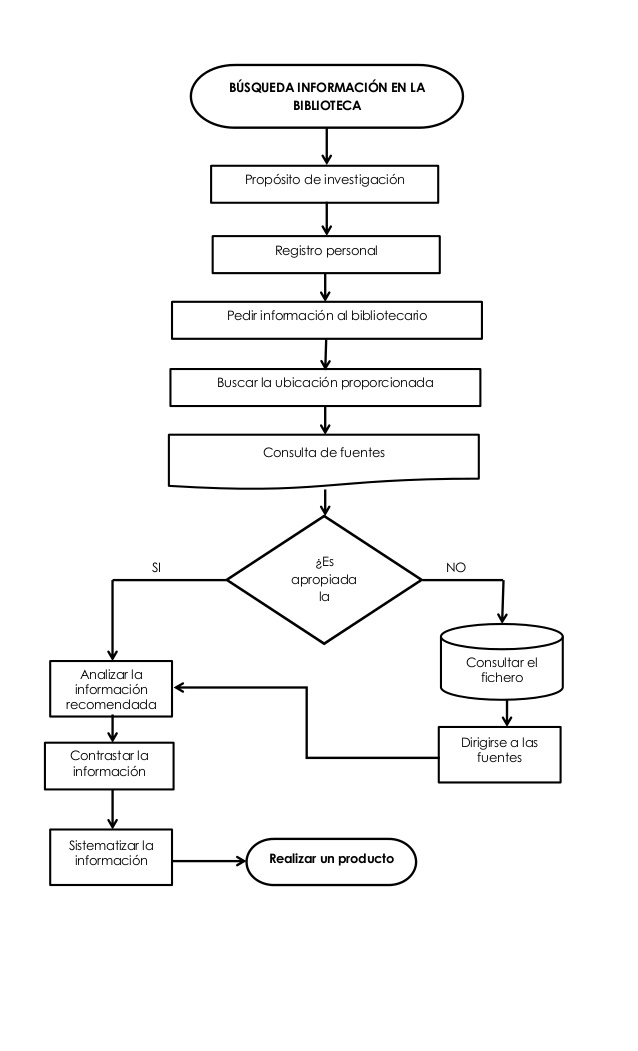 BÚSQUEDA INFORMACIÓN EN LA
BIBLIOTECA
Propósito de investigación
Registro personal
Pedir información al bibliotecario
Buscar la ubicación proporcionada
Consulta de fuentes
¿Es
apropiada
la
SI
NO
Consultar el
fichero
Analizar la
información
recomendada
Dirigirse a las
fuentes
Contrastar la
información
Sistematizar la
información
Realizar un producto